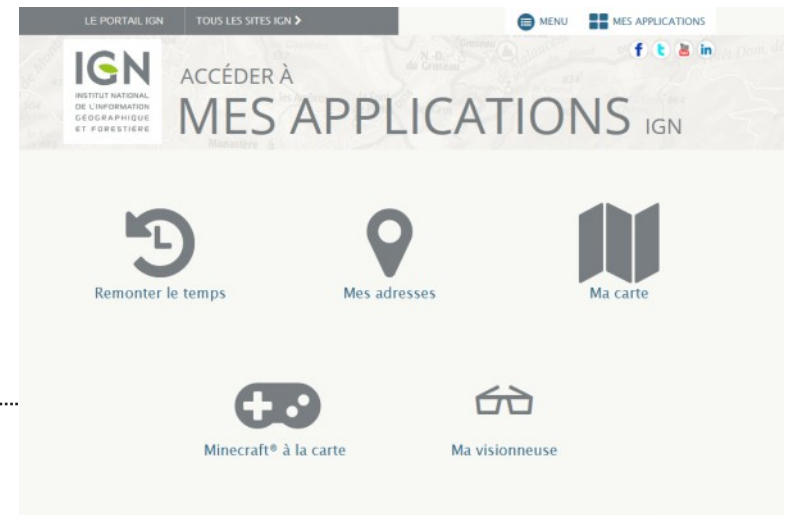 LE PORTAIL IGN TOUS LES SITES IGN
MENU MES APPLICATIONS
IGN
INSTITUT NATIONAL
DE L'INFORMATION
GÉOGRAPHIQUE
ET FORESTIÈRE
ACCÉDER À
MES APPLICATIONS IGN
Remonter le temps
Mes adresses
Ma carte
Minecraft® à la carte
Ma visionneuse